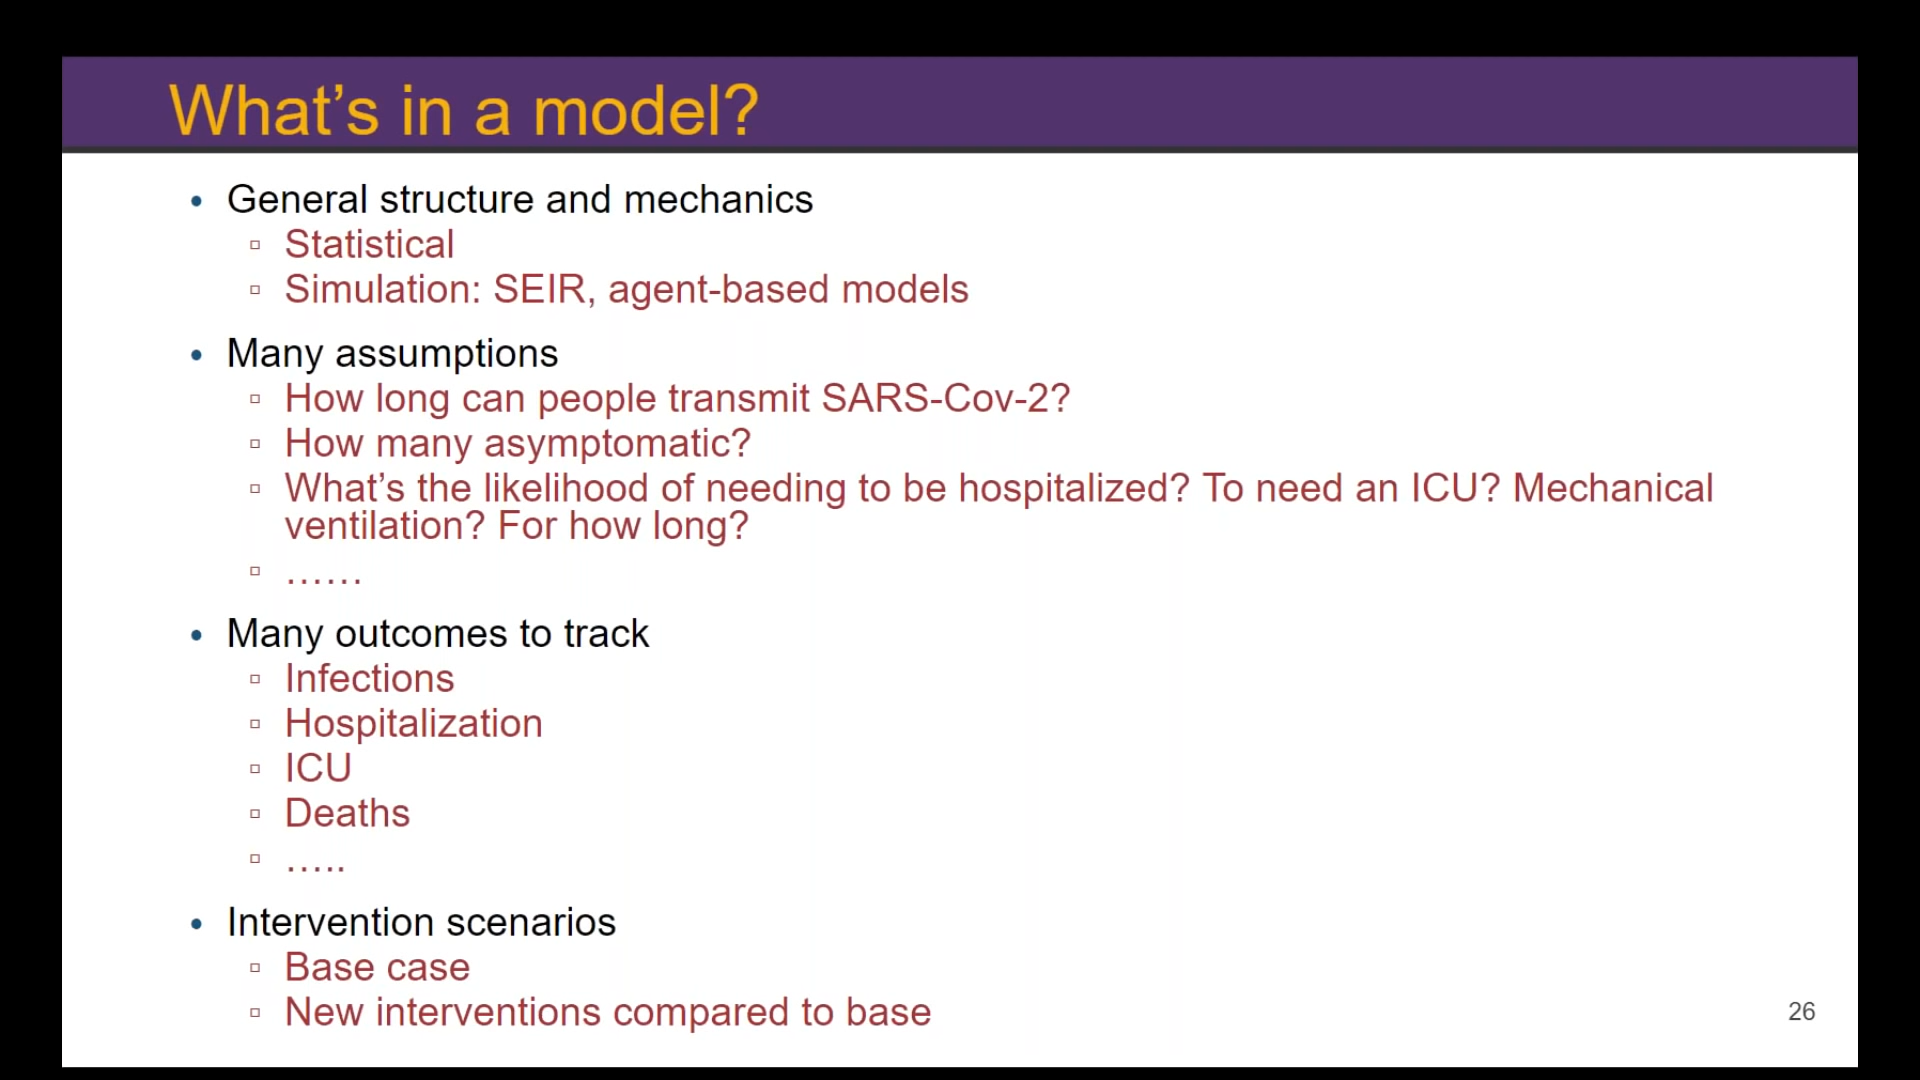 What’s in a model?
• General structure and mechanics
▫ Statistical
▫ Simulation: SEIR, agent-based models
• Many assumptions
▫ How long can people transmit SARS-Cov-2?
▫ How many asymptomatic?
▫ What’s the likelihood of needing to be hospitalized? To need an ICU? Mechanical
ventilation? For how long?
▫ ……
• Many outcomes to track
▫ Infections
▫ Hospitalization
▫ ICU
▫ Deaths
▫ …..
• Intervention scenarios
▫ Base case
▫ New interventions compared to base
26